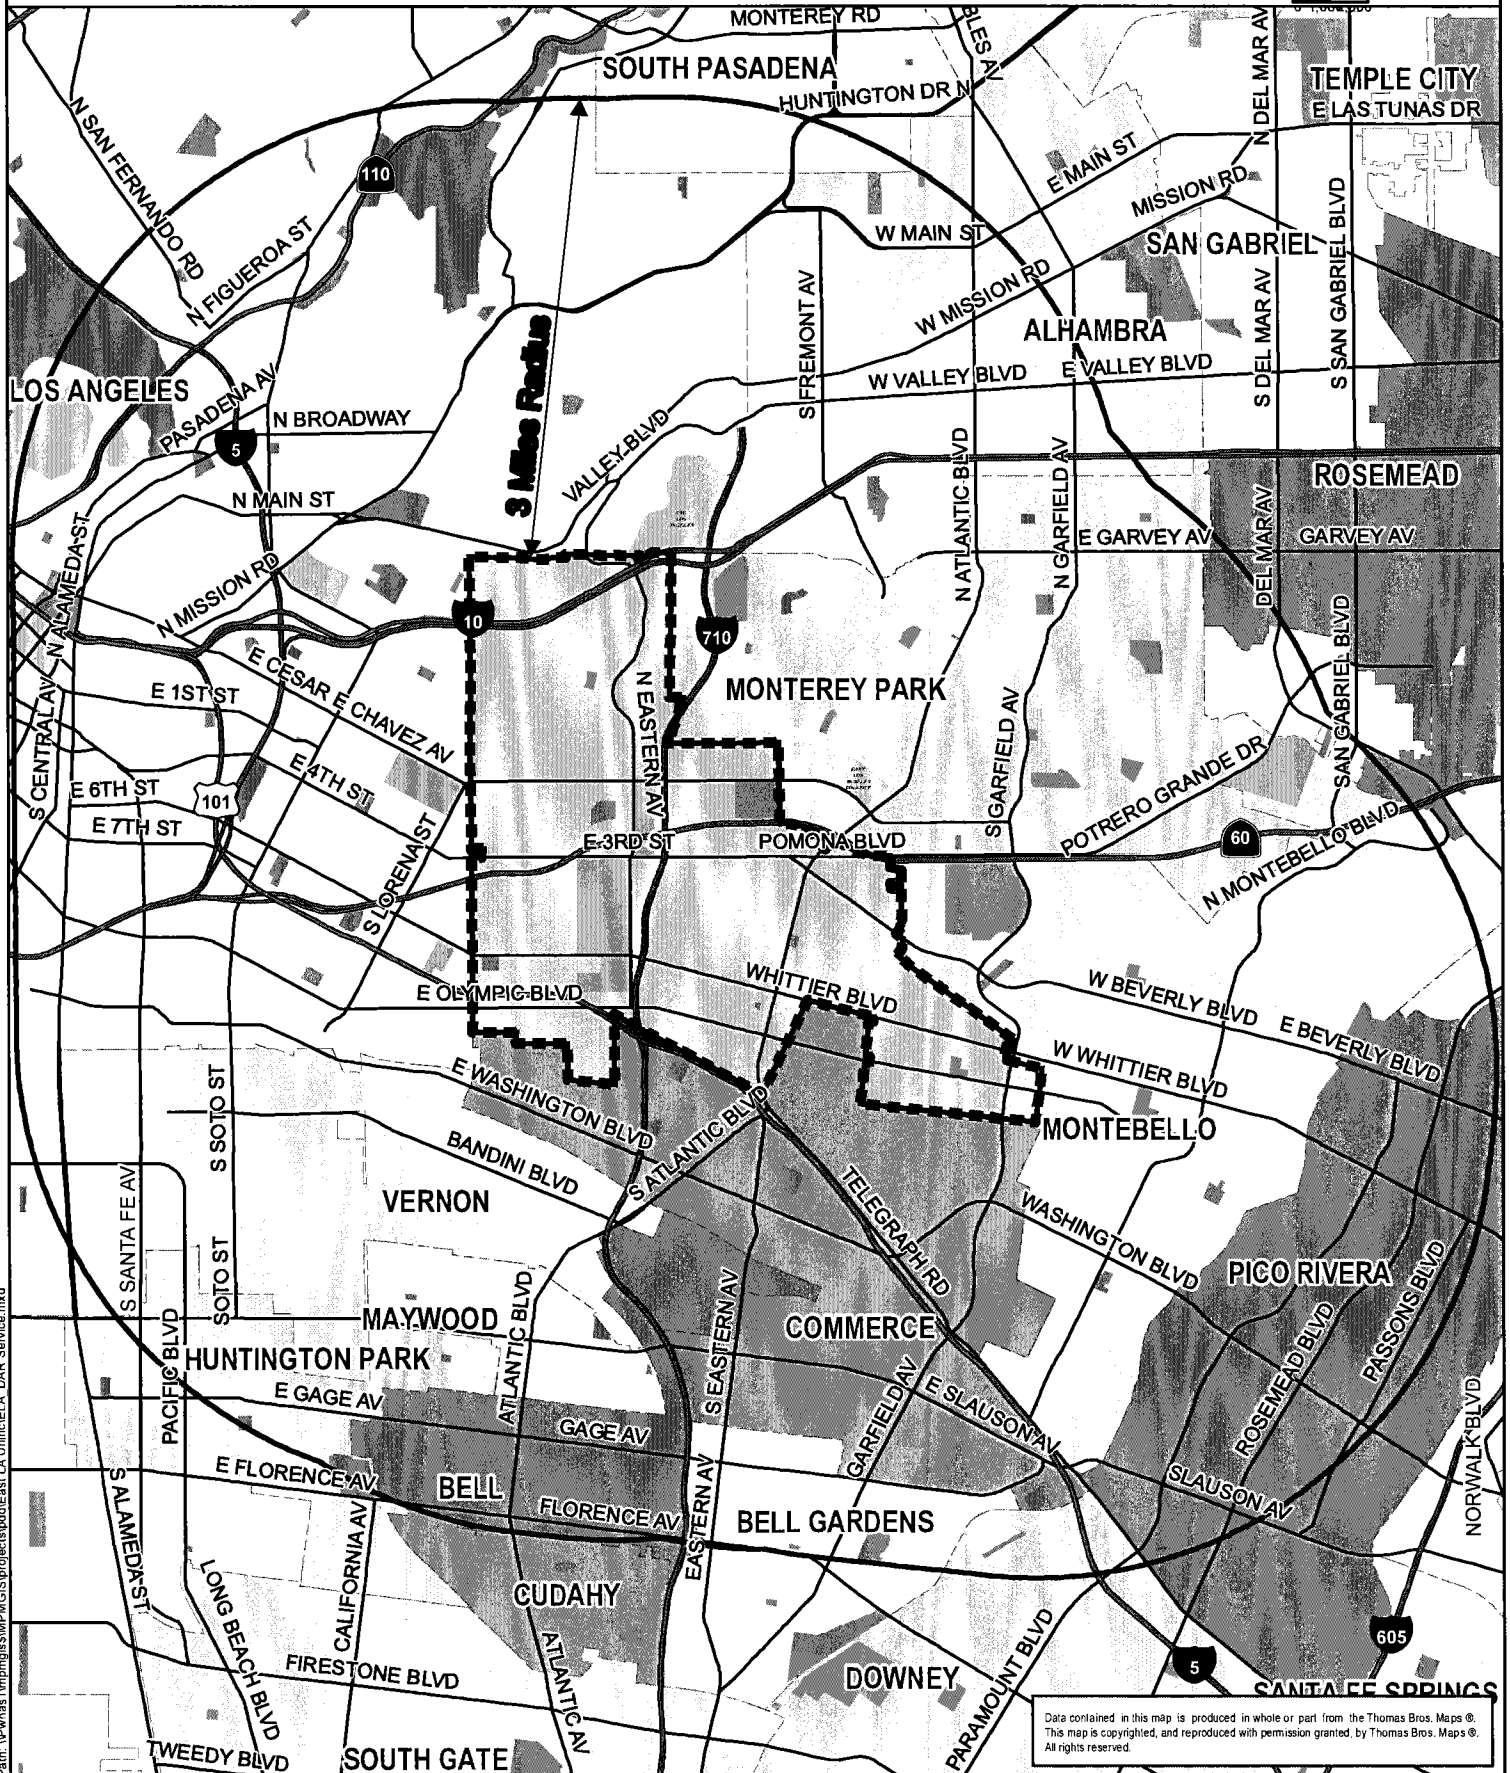 MONTEREY RD
SOUTH PASADENA
HUNTINGTON DR N
N DEL MAR AV
TEMPLE CITY
E LAS TUNAS DR
N SAN FERNANDO RD
110
E MAIN ST
MISSION RD
N FIGUEROA ST
W MAIN ST
SAN GABRIEL
S SAN GABRIEL BLVD
W MISSION RD
S FREMONT AV
ALHAMBRA
S DEL MAR AV
3 Miles Radius
LOS ANGELES
PASADENA AV
W VALLEY BLVD
E VALLEY BLVD
N BROADWAY
5
VALLEY BLVD
N MAIN ST
N ATLANTIC BLVD
N GARFIELD AV
ROSEMEAD
DEL MAR AV
E GARVEY AV
GARVEY AV
N ALAMEDA ST
N MISSION RD
10
710
E CESAR E CHAVEZ AV
E 1ST ST
N EASTERN AV
MONTEREY PARK
SAN GABRIEL BLVD
S CENTRAL AV
S GARFIELD AV
E 4TH ST
E 6TH ST
101
POTRERO GRANDE DR
E 7TH ST
E 3RD ST
POMONA BLVD
60
N MONTEBELLO BLVD
S LORENA ST
E OLYMPIC BLVD
WHITTIER BLVD
W BEVERLY BLVD
E BEVERLY BLVD
E WASHINGTON BLVD
W WHITTIER BLVD
S SOTO ST
BANDINI BLVD
S ATLANTIC BLVD
MONTEBELLO
S SANTA FE AV
VERNON
TELEGRAPH RD
WASHINGTON BLVD
SOTO ST
PICO RIVERA
PASSONS BLVD
MAYWOOD
ATLANTIC BLVD
S EASTERN AV
COMMERCE
ROSEMEAD BLVD
PACIFIC BLVD
HUNTINGTON PARK
E GAGE AV
GARFIELD AV
E SLAUSON AV
GAGE AV
NORWALK BLVD
E FLORENCE AV
BELL
SLAUSON AV
S ALAMEDA ST
FLORENCE AV
EASTERN AV
BELL GARDENS
CALIFORNIA AV
CUDAHY
LONG BEACH BLVD
ATLANTIC AV
605
FIRESTONE BLVD
DOWNEY
PARAMOUNT BLVD
5
SANTA FE SPRINGS
TWEEDY BLVD
SOUTH GATE
Data contained in this map is produced in whole or part from the Thomas Bros. Maps ®.
This map is copyrighted, and reproduced with permission granted, by Thomas Bros. Maps ®.
All rights reserved.